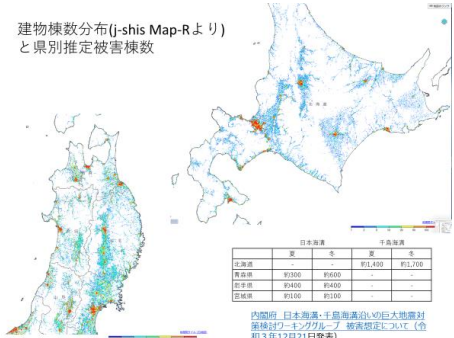 建物棟数分布(j-shis Map-Rより)
と県別推定被害棟数
日本海溝 千島海溝
夏 冬 夏 冬
北海道 - - 約1,400 約1,700
青森県 約300 約600 - -
岩手県 約400 約400 - -
宮城県 約100 約100 - -
内閣府 日本海溝・千島海溝沿いの巨大地震対
策検討ワーキンググループ 被害想定について(令
和3年12月21日発表)